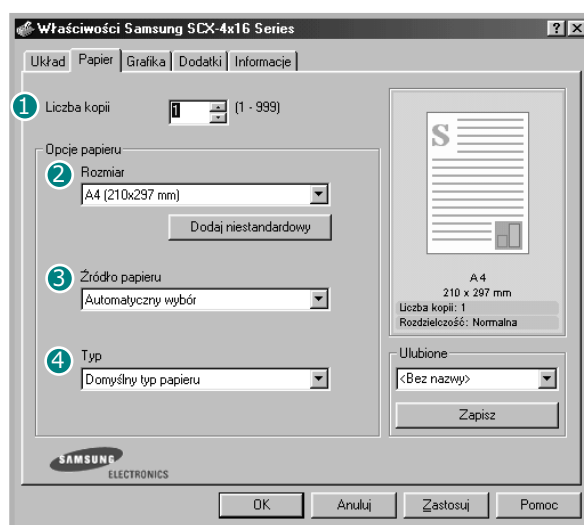 Właściwości Samsung SCX-4x16 Series
Układ Papier Grafika Dodatki Informacje
1 Liczba kopii 1 (1 - 999)
Opcje papieru
2 Rozmiar
A4 (210x297 mm)
Dodaj niestandardowy
3 Źródło papieru
Automatyczny wybór
4 Typ
Domyślny typ papieru
S
A4
210 x 297 mm
Liczba kopii: 1
Rozdzielczość: Normalna
Ulubione
<Bez nazwy>
Zapisz
SAMSUNG
ELECTRONICS
OK Anuluj Zastosuj Pomoc